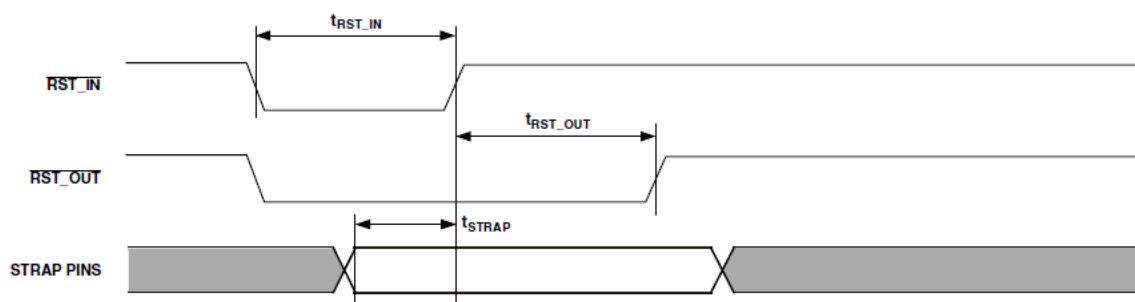 tRST_IN
RST_IN
tRST_OUT
RST_OUT
tSTRAP
STRAP PINS